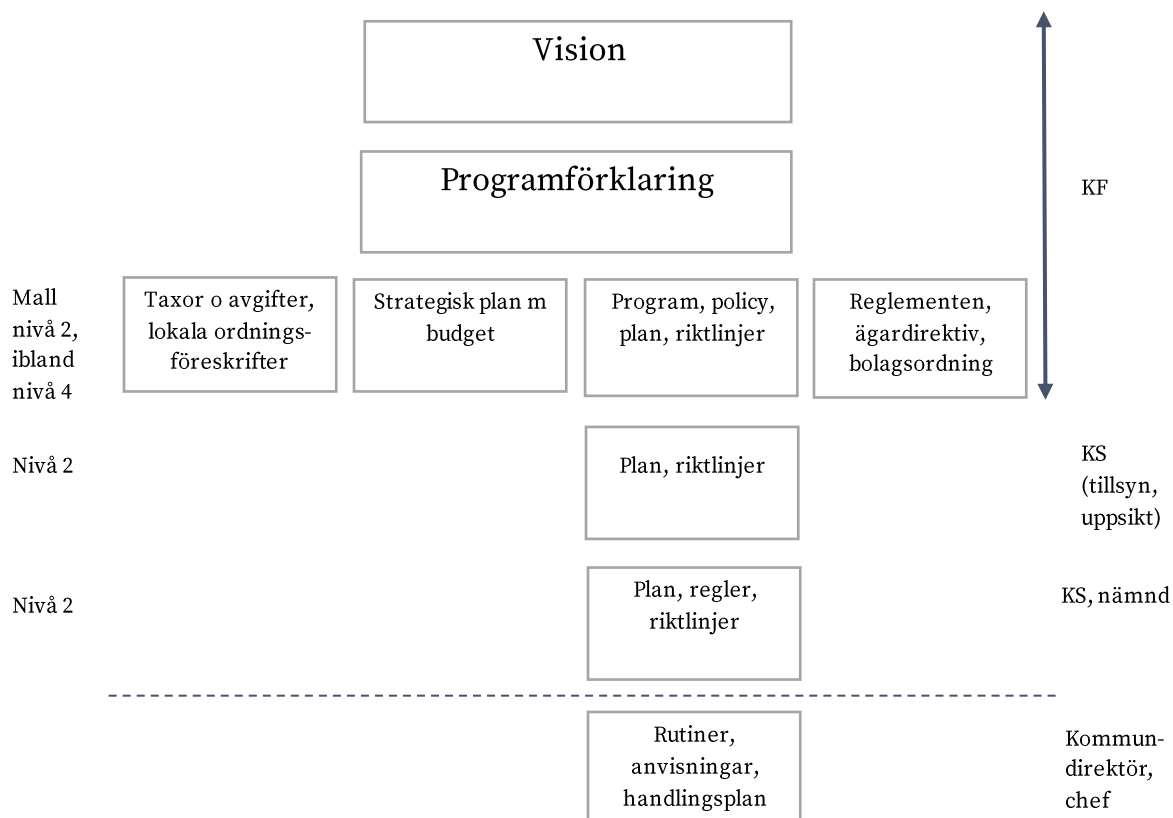 Vision
Programförklaring
KF
Mall
nivå 2,
ibland
nivå 4
Taxor o avgifter,
lokala ordnings-
föreskrifter
Strategisk plan m
budget
Program, policy,
plan, riktlinjer
Reglementen,
ägardirektiv,
bolagsordning
Nivå 2
Plan, riktlinjer
KS
(tillsyn,
uppsikt)
Nivå 2
Plan, regler,
riktlinjer
KS, nämnd
Rutiner,
anvisningar,
handlingsplan
Kommun-
direktör,
chef